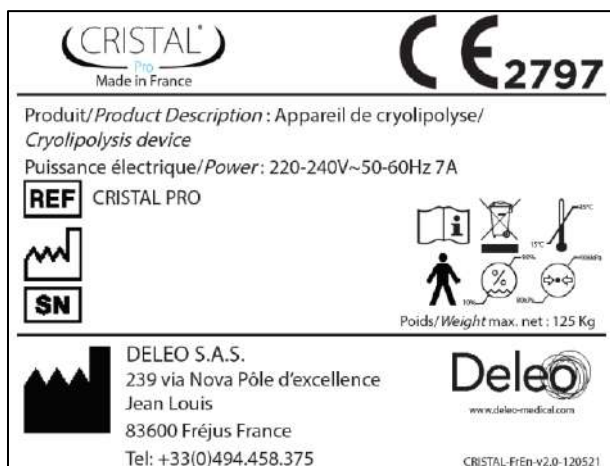 CRISTAL®
Pro
Made in France
CE 2797
Produit/Product Description : Appareil de cryolipolyse/
Cryolipolysis device
Puissance électrique/Power : 220-240V~50-60Hz 7A
REF CRISTAL PRO
SN
15°C
90%
10%
Poids/Weight max. net : 125 Kg
DELEO S.A.S.
239 via Nova Pôle d'excellence
Jean Louis
83600 Fréjus France
Tel: +33(0)494.458.375
Deleo
www.deleo-medical.com
CRISTAL-FrEn-v2.0-120521